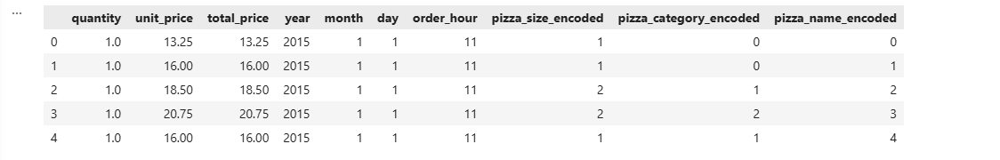 ...
quantity unit_price total_price year month day order_hour pizza_size_encoded pizza_category_encoded pizza_name_encoded
0 1.0 13.25 13.25 2015 1 1 11 1 0 0
1 1.0 16.00 16.00 2015 1 1 11 1 0 1
2 1.0 18.50 18.50 2015 1 1 11 2 1 2
3 1.0 20.75 20.75 2015 1 1 11 2 2 3
4 1.0 16.00 16.00 2015 1 1 11 1 1 4